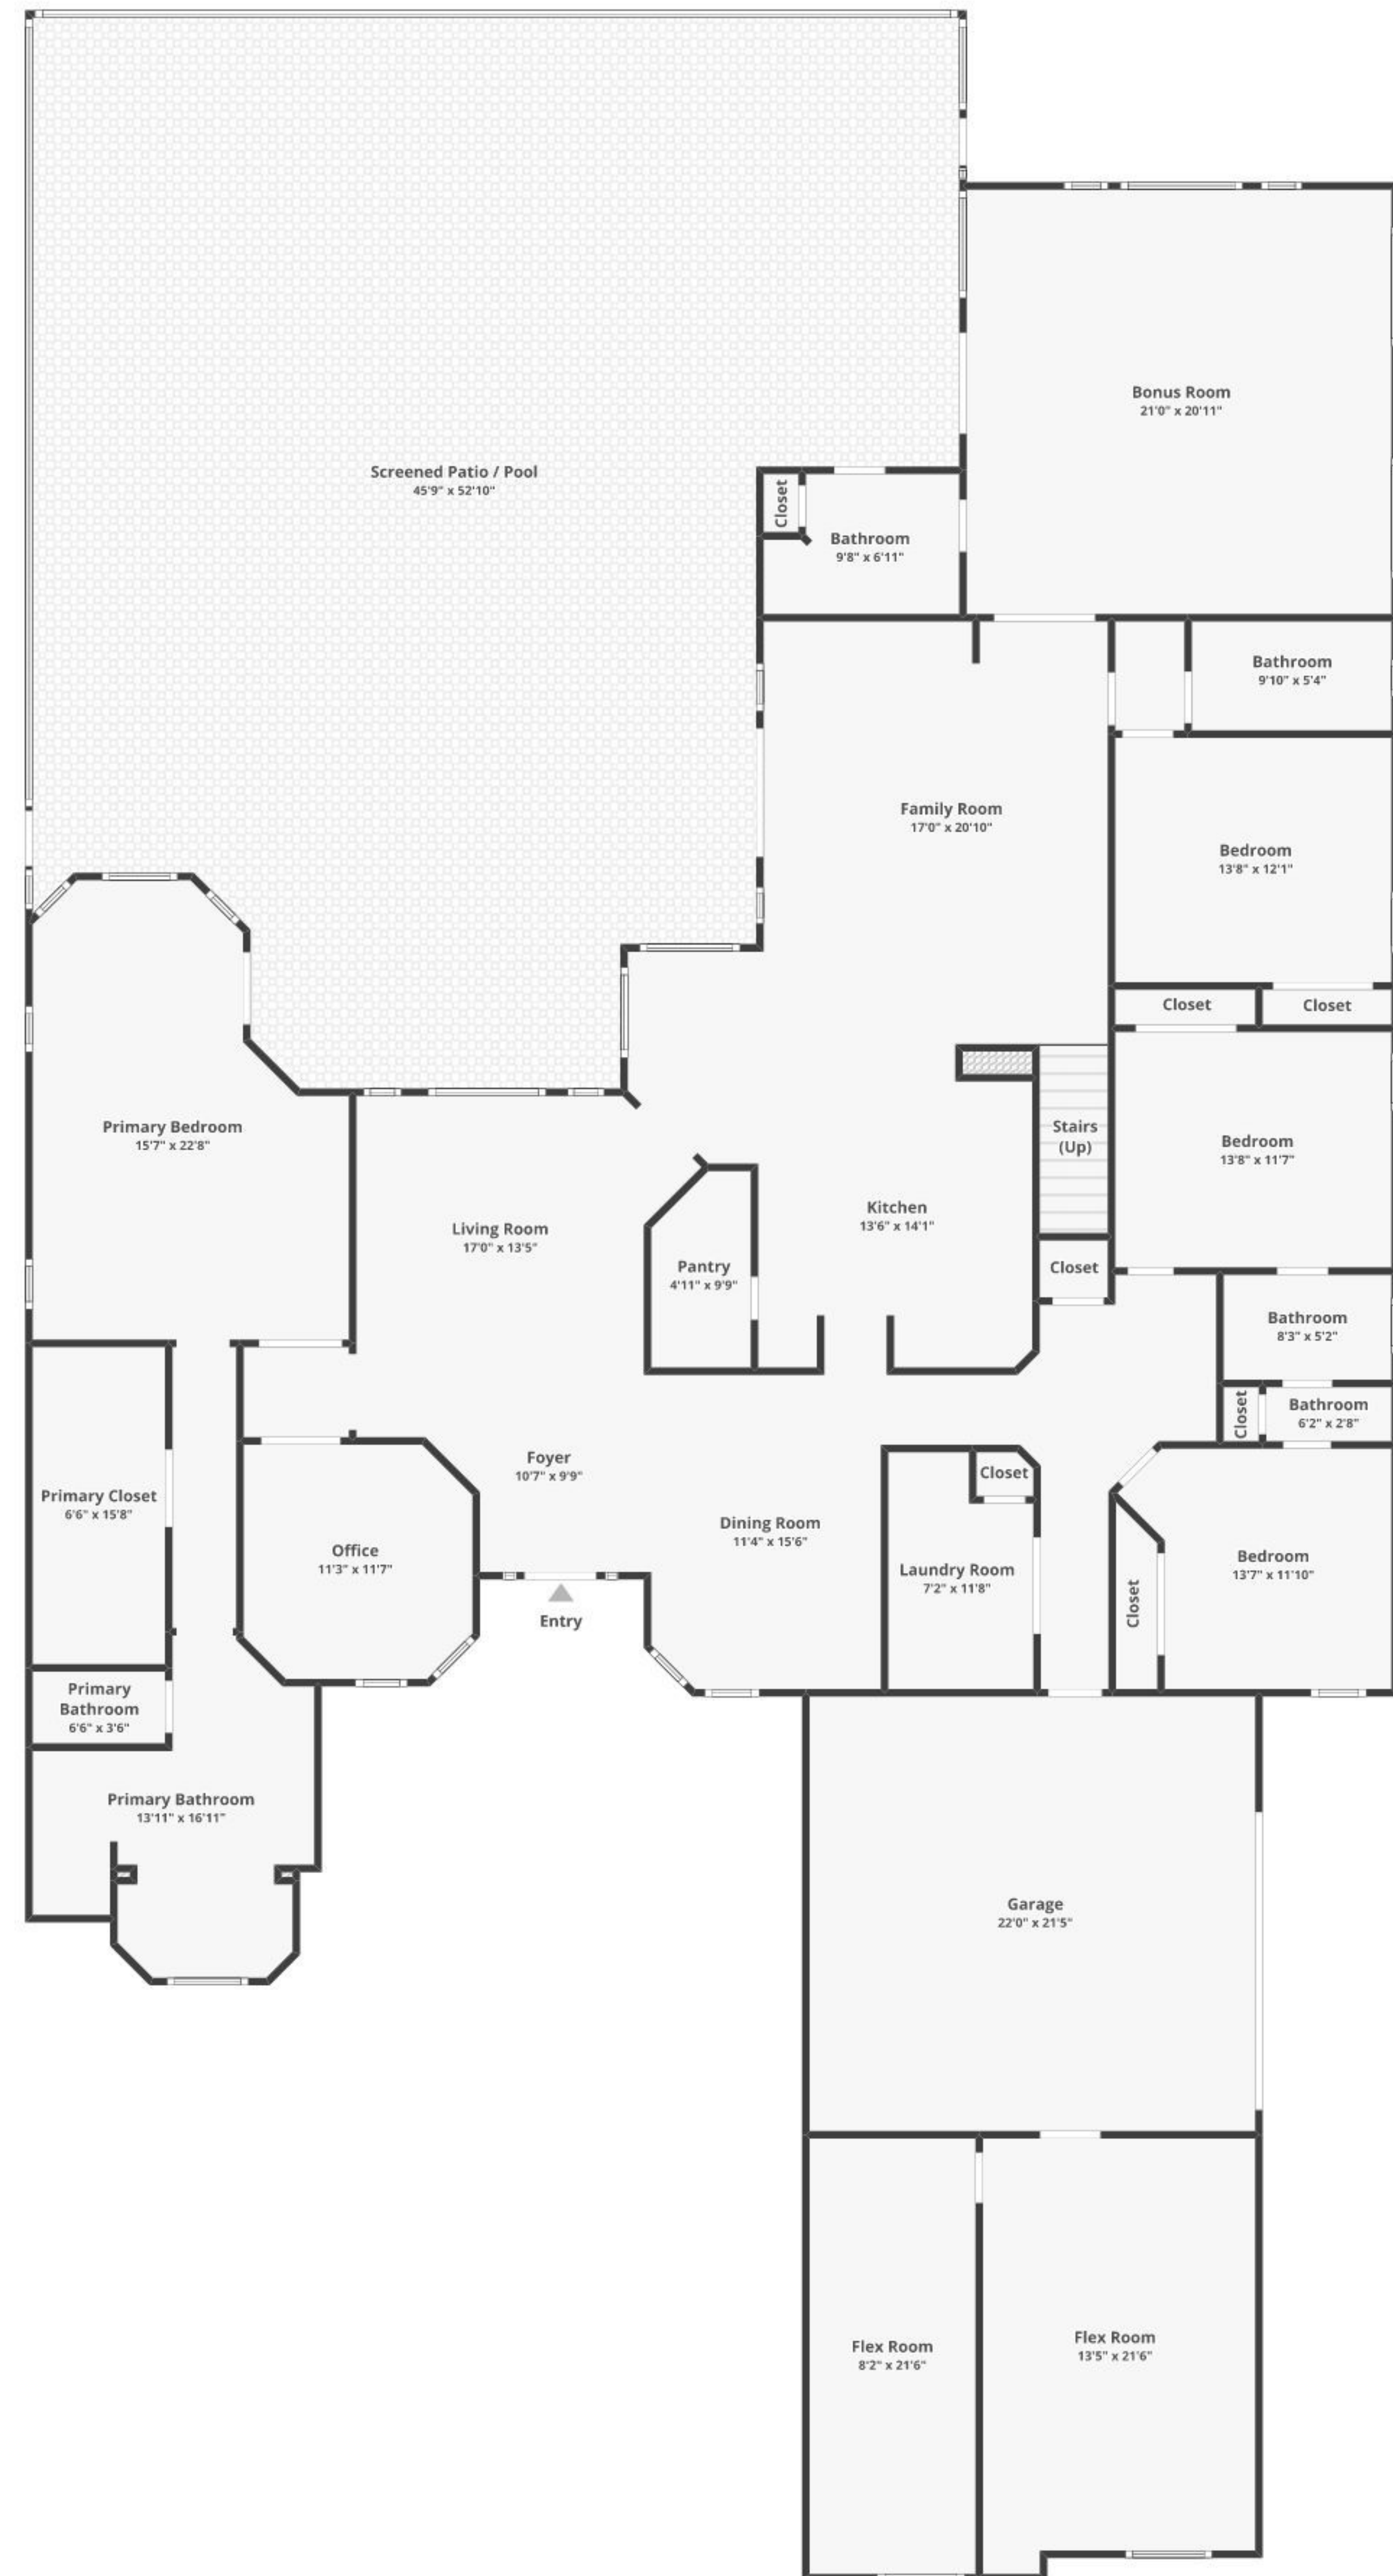 Bonus Room
21'0" x 20'11"
Screened Patio / Pool
45'9" x 52'10"
Closet
Bathroom
9'8" x 6'11"
Bathroom
9'10" x 5'4"
Family Room
17'0" x 20'10"
Bedroom
13'8" x 12'1"
Closet
Closet
Primary Bedroom
15'7" x 22'8"
Stairs
(Up)
Bedroom
13'8" x 11'7"
Living Room
17'0" x 13'5"
Kitchen
13'6" x 14'1"
Pantry
4'11" x 9'9"
Closet
Bathroom
8'3" x 5'2"
Closet
Bathroom
6'2" x 2'8"
Foyer
10'7" x 9'9"
Closet
Primary Closet
6'6" x 15'8"
Dining Room
11'4" x 15'6"
Office
11'3" x 11'7"
Laundry Room
7'2" x 11'8"
Closet
Bedroom
13'7" x 11'10"
Entry
Primary
Bathroom
6'6" x 3'6"
Primary Bathroom
13'11" x 16'11"
Garage
22'0" x 21'5"
Flex Room
8'2" x 21'6"
Flex Room
13'5" x 21'6"